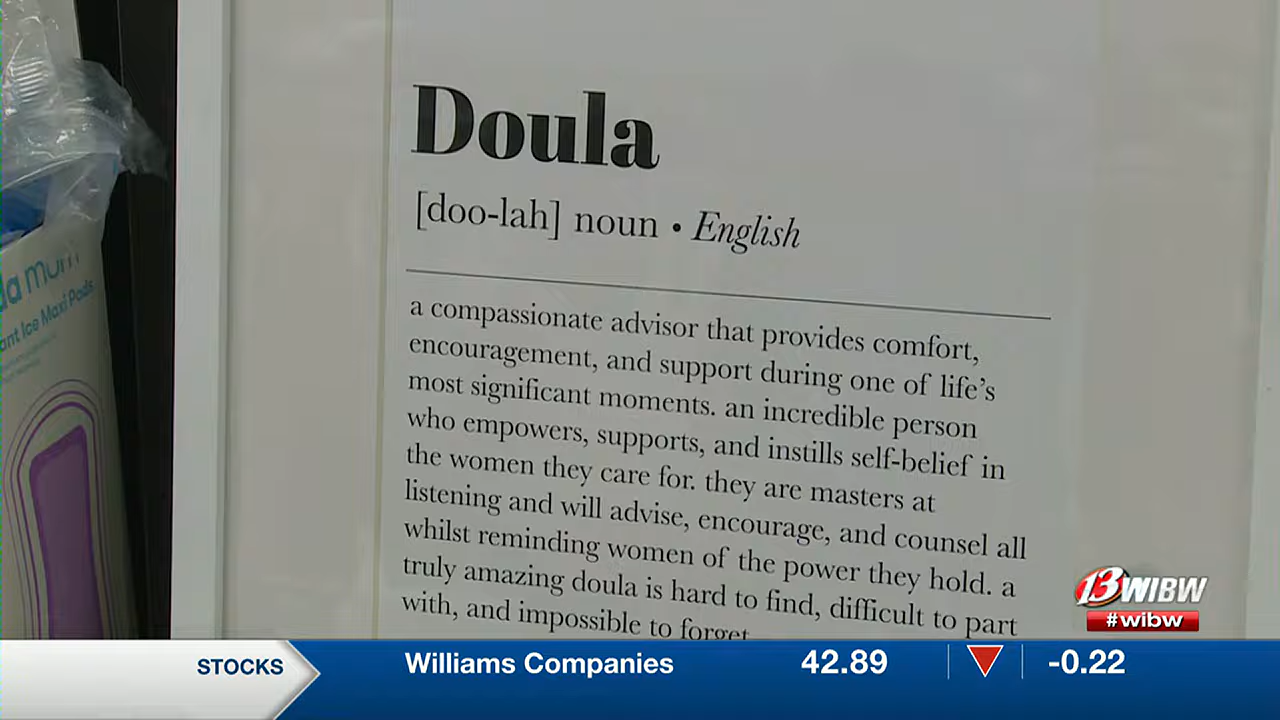 Doula
[doo-lah] noun • English
a compassionate advisor that provides comfort,
encouragement, and support during one of life's
most significant moments. an incredible person
who empowers, supports, and instills self-belief in
the women they care for. they are masters at
listening and will advise, encourage, and counsel all
whilst reminding women of the power they hold. a
truly amazing doula is hard to find, difficult to part
with, and impossible to forget
Ice Maxi Pads
13 WIBW
#wibw
STOCKS Williams Companies 42.89 -0.22